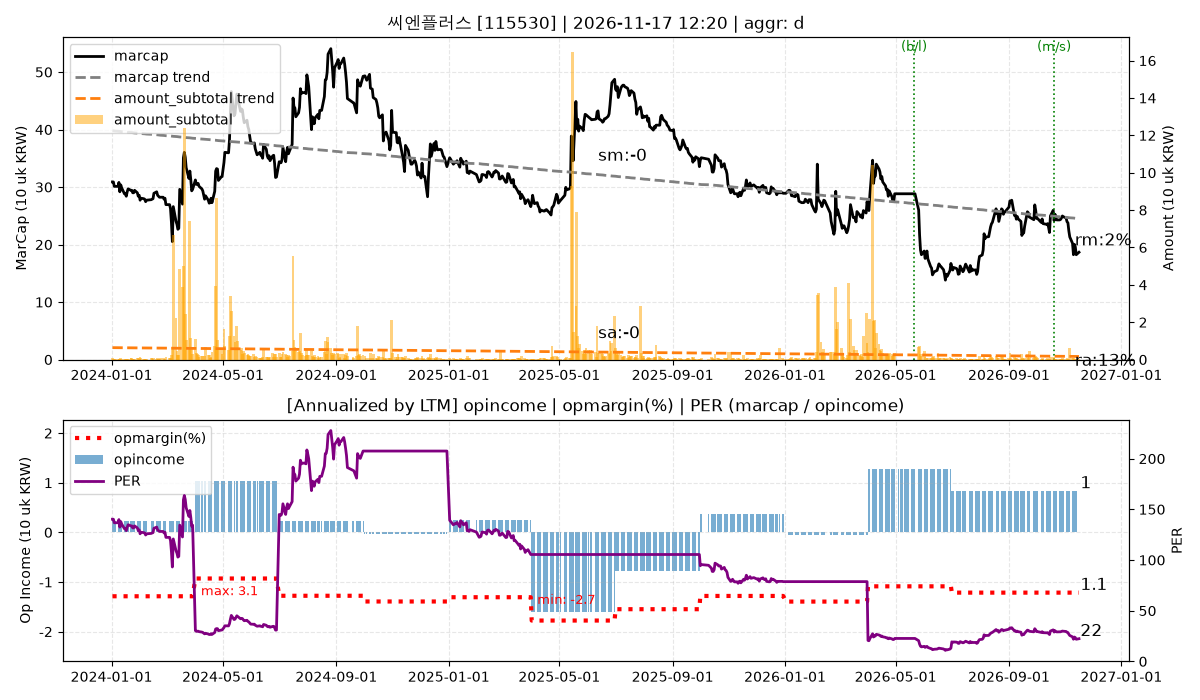 씨엔플러스 [115530] | 2026-11-17 12:20 | aggr: d
marcap
marcap trend
amount_subtotal trend
amount_subtotal
(b/l)
(m/s)
sm:-0
sa:-0
rm:2%
ra:13%
MarCap (10 uk KRW)
50
40
30
20
10
0
Amount (10 uk KRW)
16
14
12
10
8
6
4
2
0
2024-01-01
2024-05-01
2024-09-01
2025-01-01
2025-05-01
2025-09-01
2026-01-01
2026-05-01
2026-09-01
2027-01-01
[Annualized by LTM] opincome | opmargin(%) | PER (marcap / opincome)
opmargin(%)
opincome
PER
max: 3.1
min: -2.7
1
1.1
22
Op Income (10 uk KRW)
2
1
0
-1
-2
PER
200
150
100
50
0
2024-01-01
2024-05-01
2024-09-01
2025-01-01
2025-05-01
2025-09-01
2026-01-01
2026-05-01
2026-09-01
2027-01-01